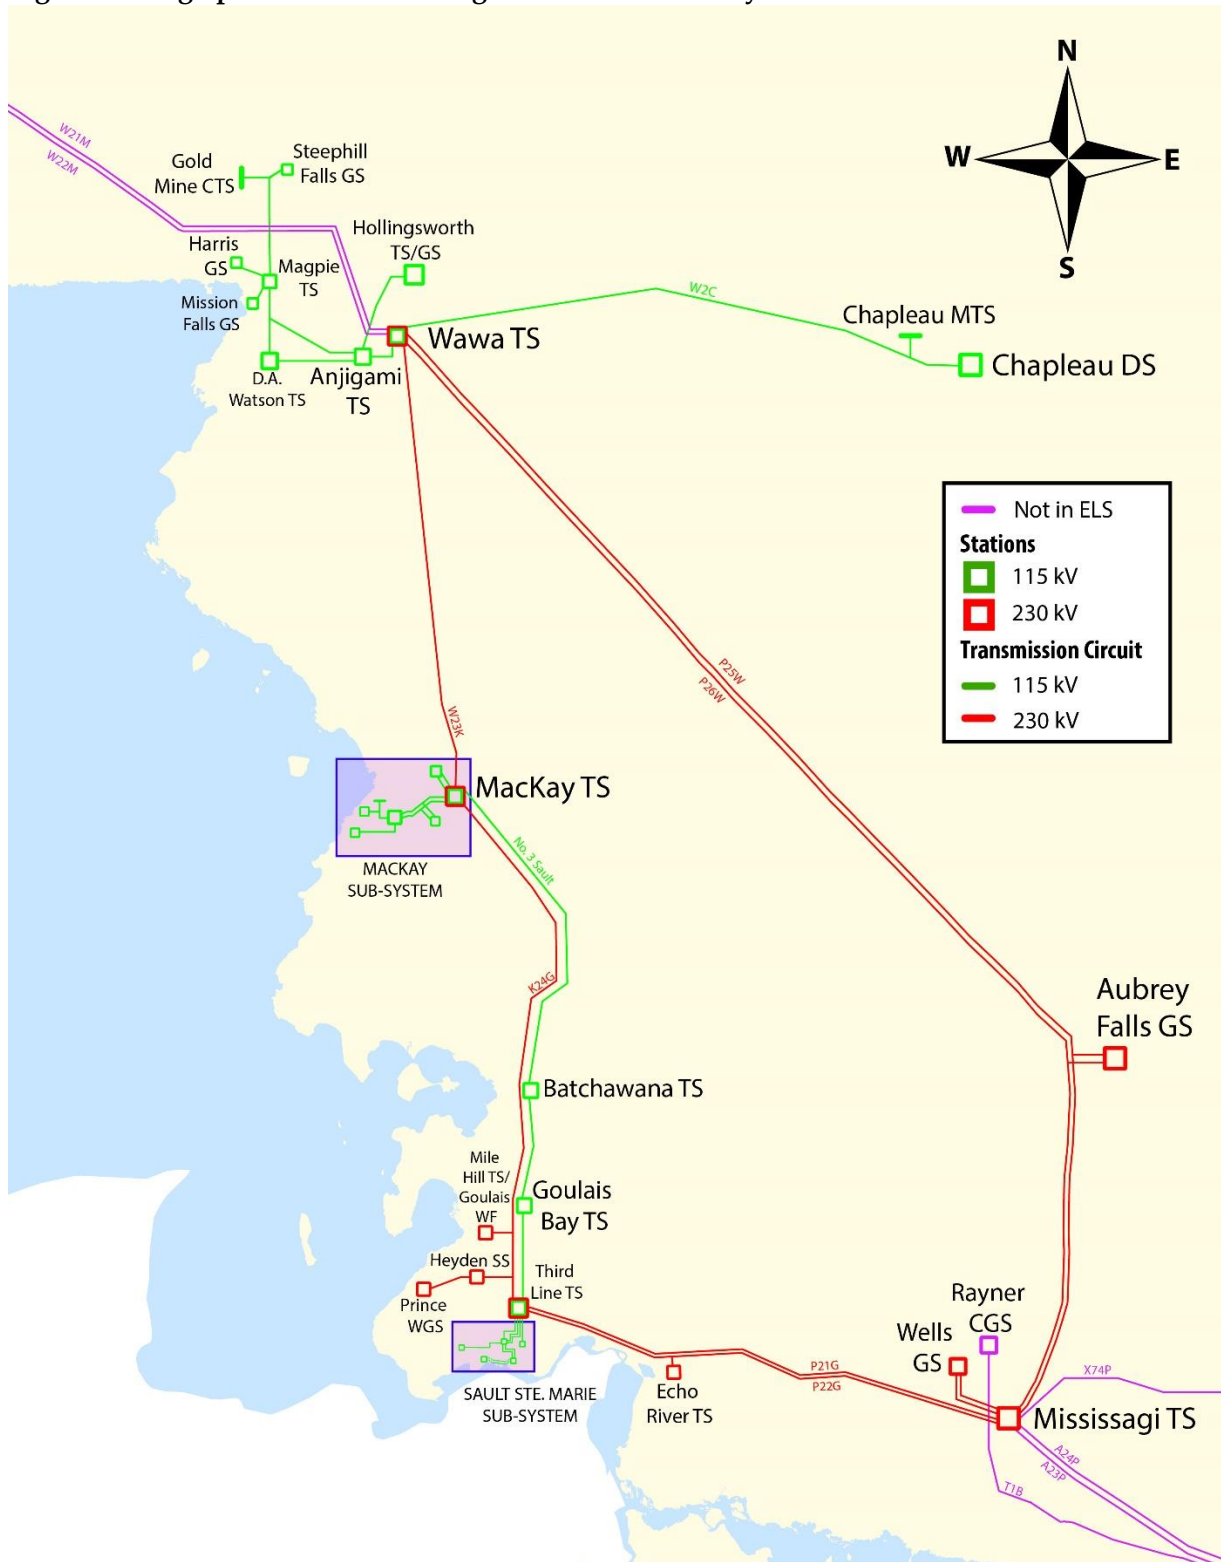 N
W
E
S
W21M
W22M
Gold
Mine CTS
Steephill
Falls GS
Hollingsworth
TS/GS
Harris
GS
Magpie
TS
Mission
Falls GS
D.A.
Watson TS
Anjigami
TS
Wawa TS
W2C
Chapleau MTS
Chapleau DS
Not in ELS
Stations
115 kV
230 kV
Transmission Circuit
115 kV
230 kV
P25W
P26W
W23K
MacKay TS
MACKAY
SUB-SYSTEM
No. 3 Sault
K24G
Aubrey
Falls GS
Batchawana TS
Mile
Hill TS/
Goulais
WF
Goulais
Bay TS
Heyden SS
Third
Line TS
Prince
WGS
SAULT STE. MARIE
SUB-SYSTEM
Echo
River TS
P21G
P22G
Wells
GS
Rayner
CGS
X74P
Mississagi TS
A24P
A23P
T1B